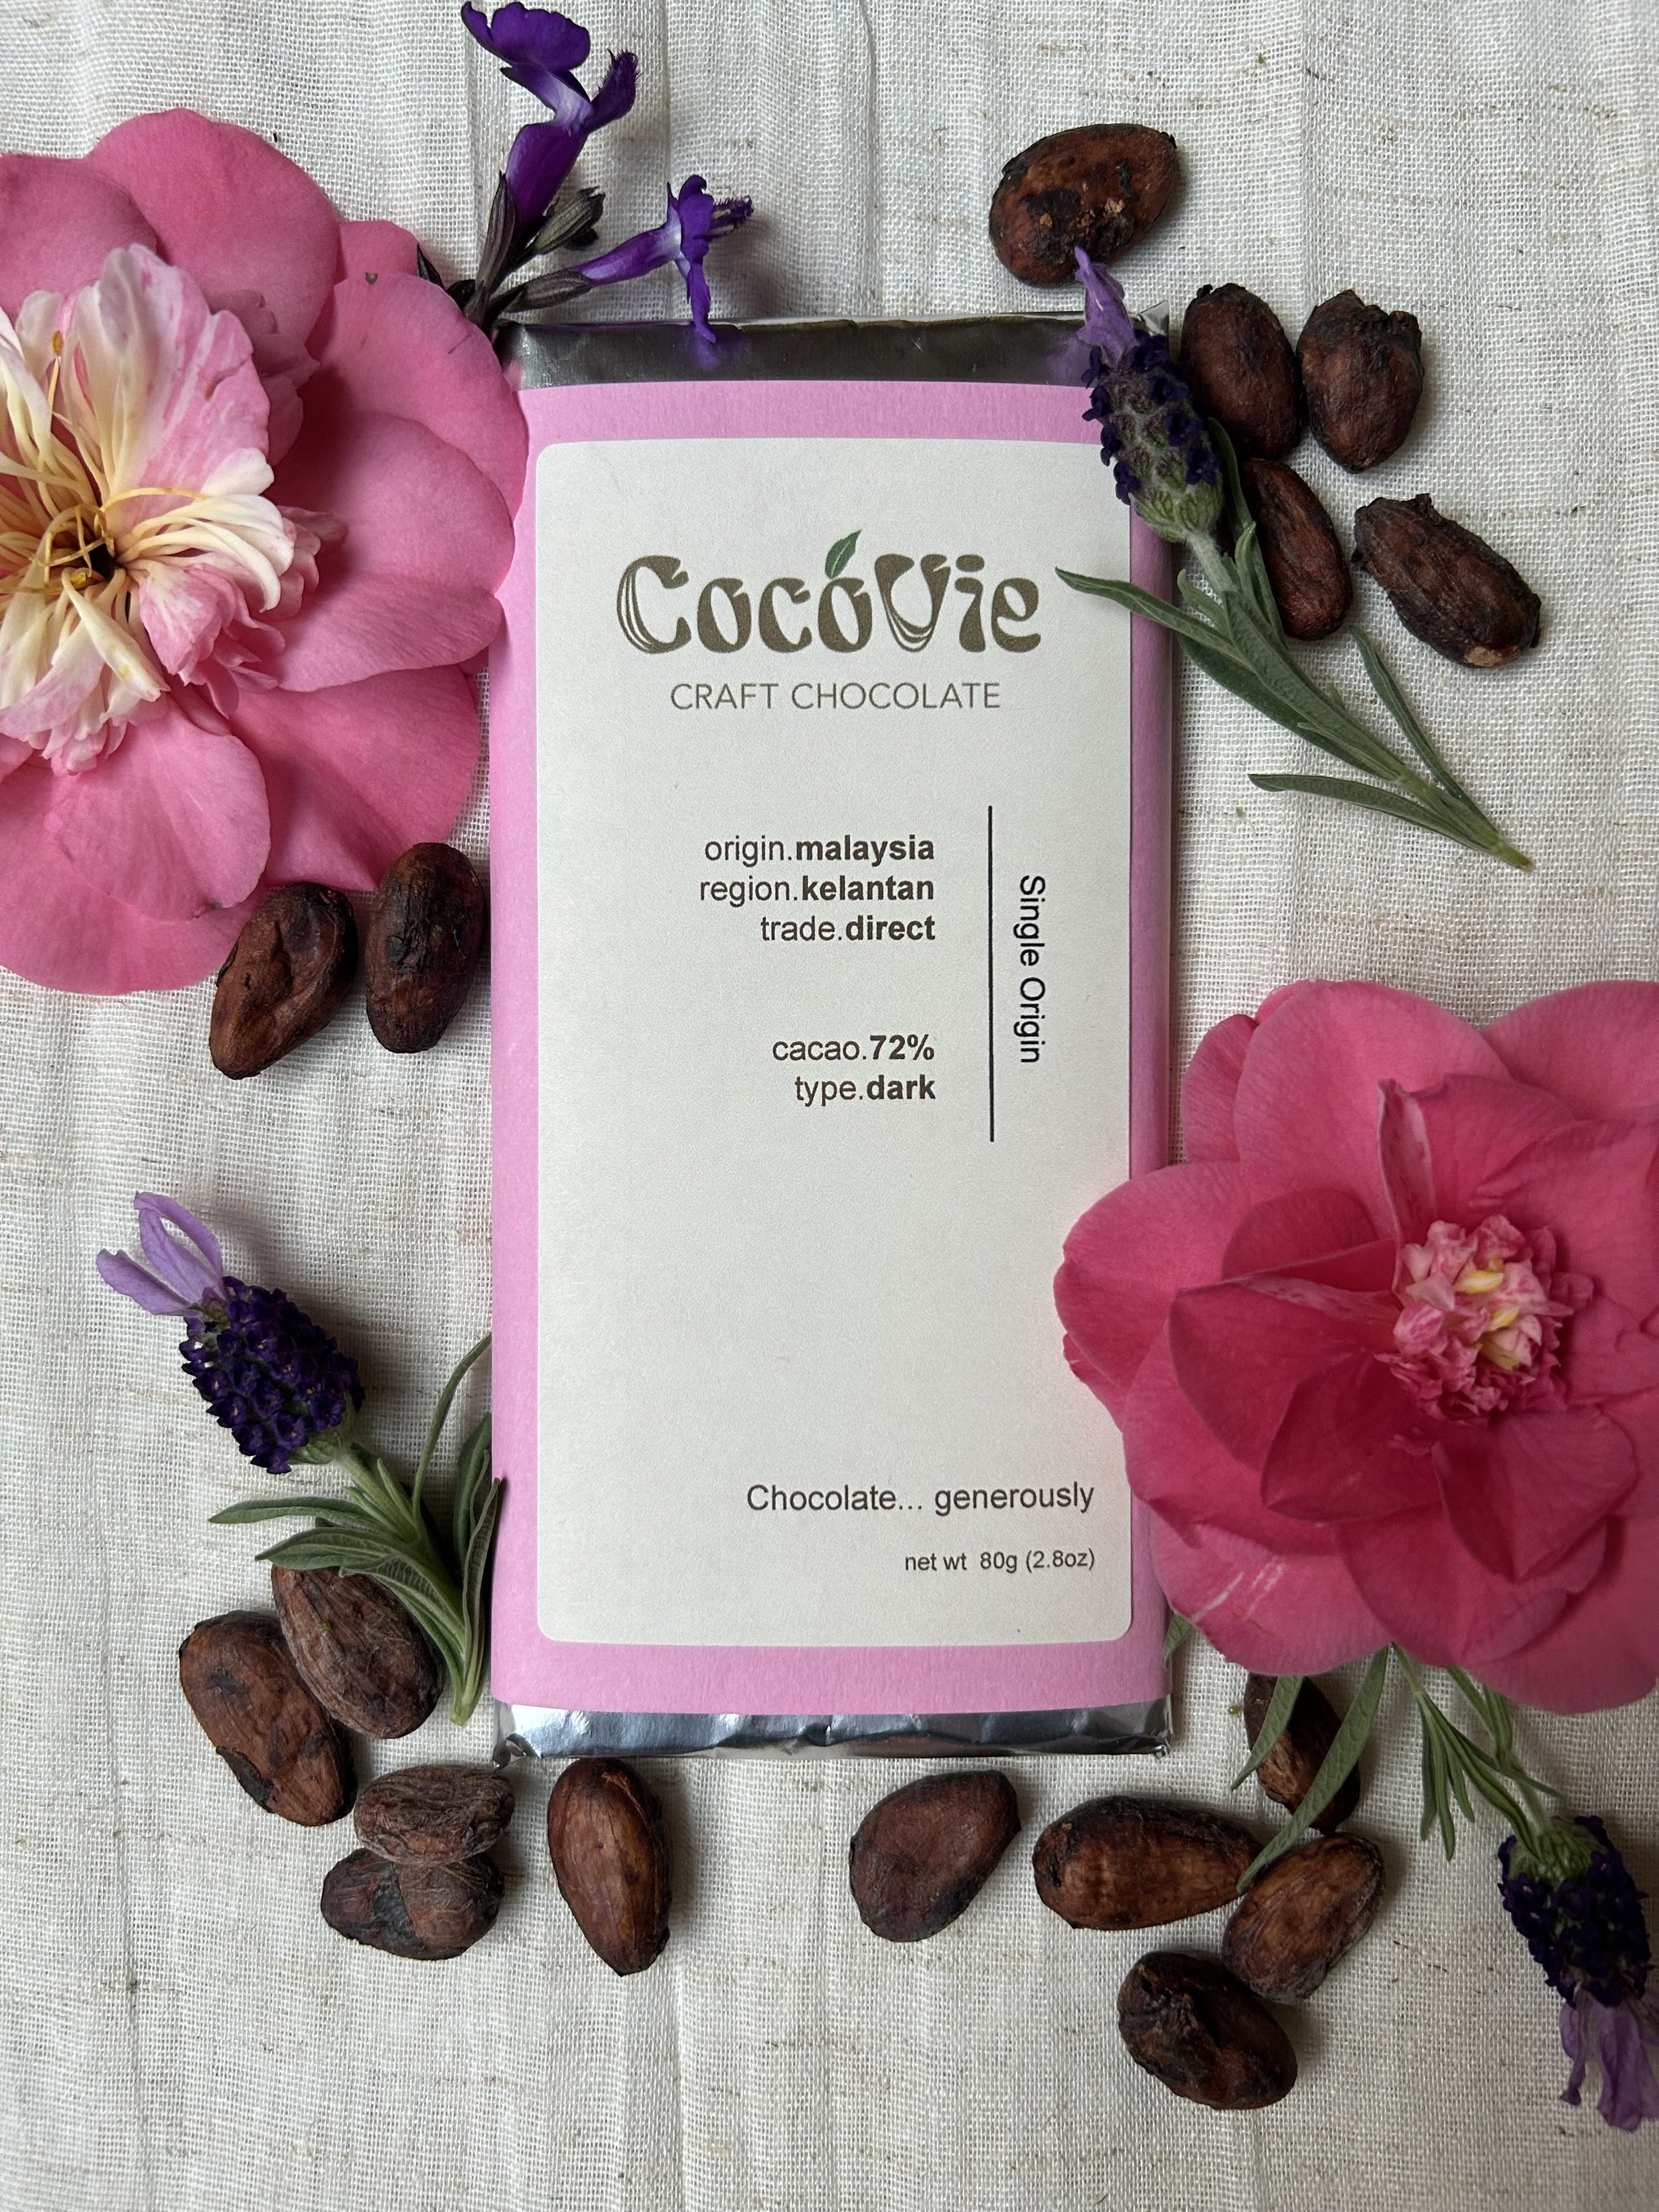 CocoVie
CRAFT CHOCOLATE
origin.malaysia
region.kelantan
trade.direct
cacao.72%
type.dark
Single Origin
Chocolate... generously
net wt 80g (2.8oz)